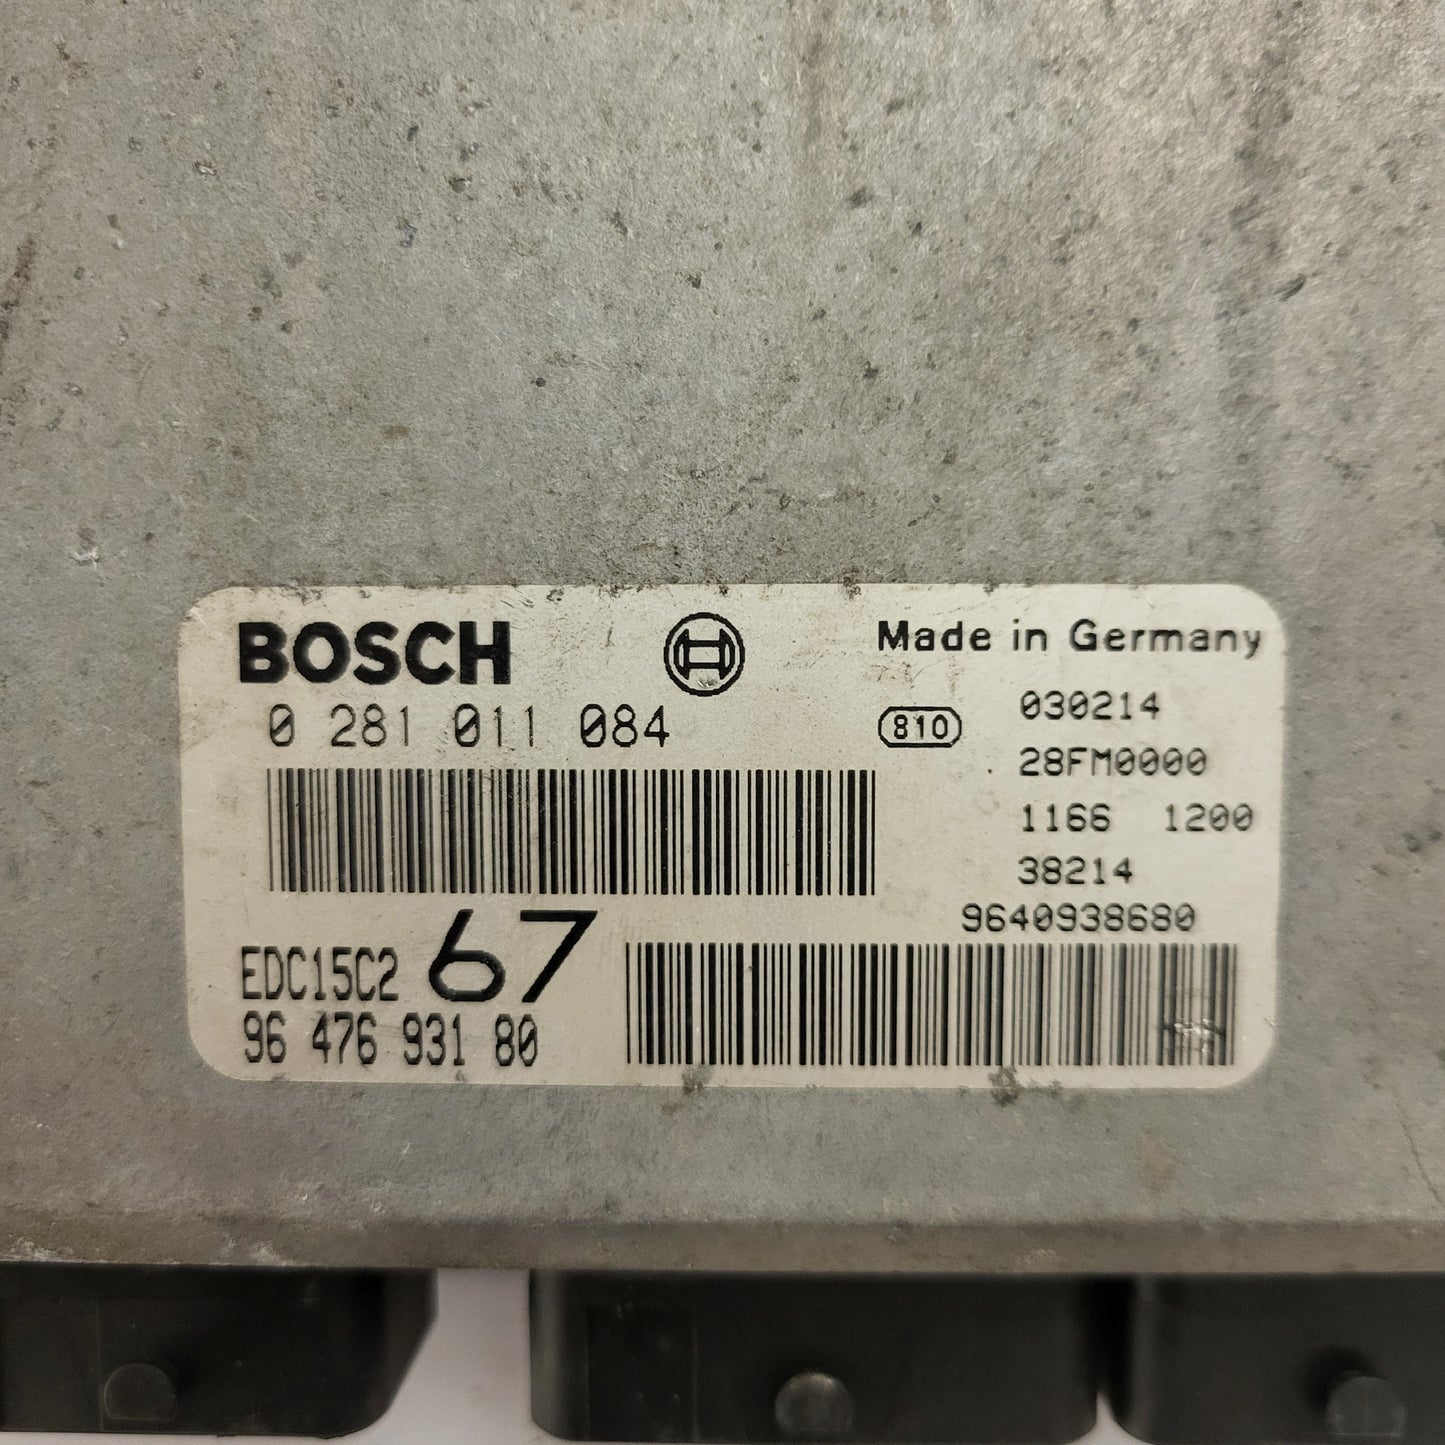 BOSCH
Made in Germany
0 281 011 084
810
030214
28FM0000
1166 1200
38214
9640938680
EDC15C2 67
96 476 931 80